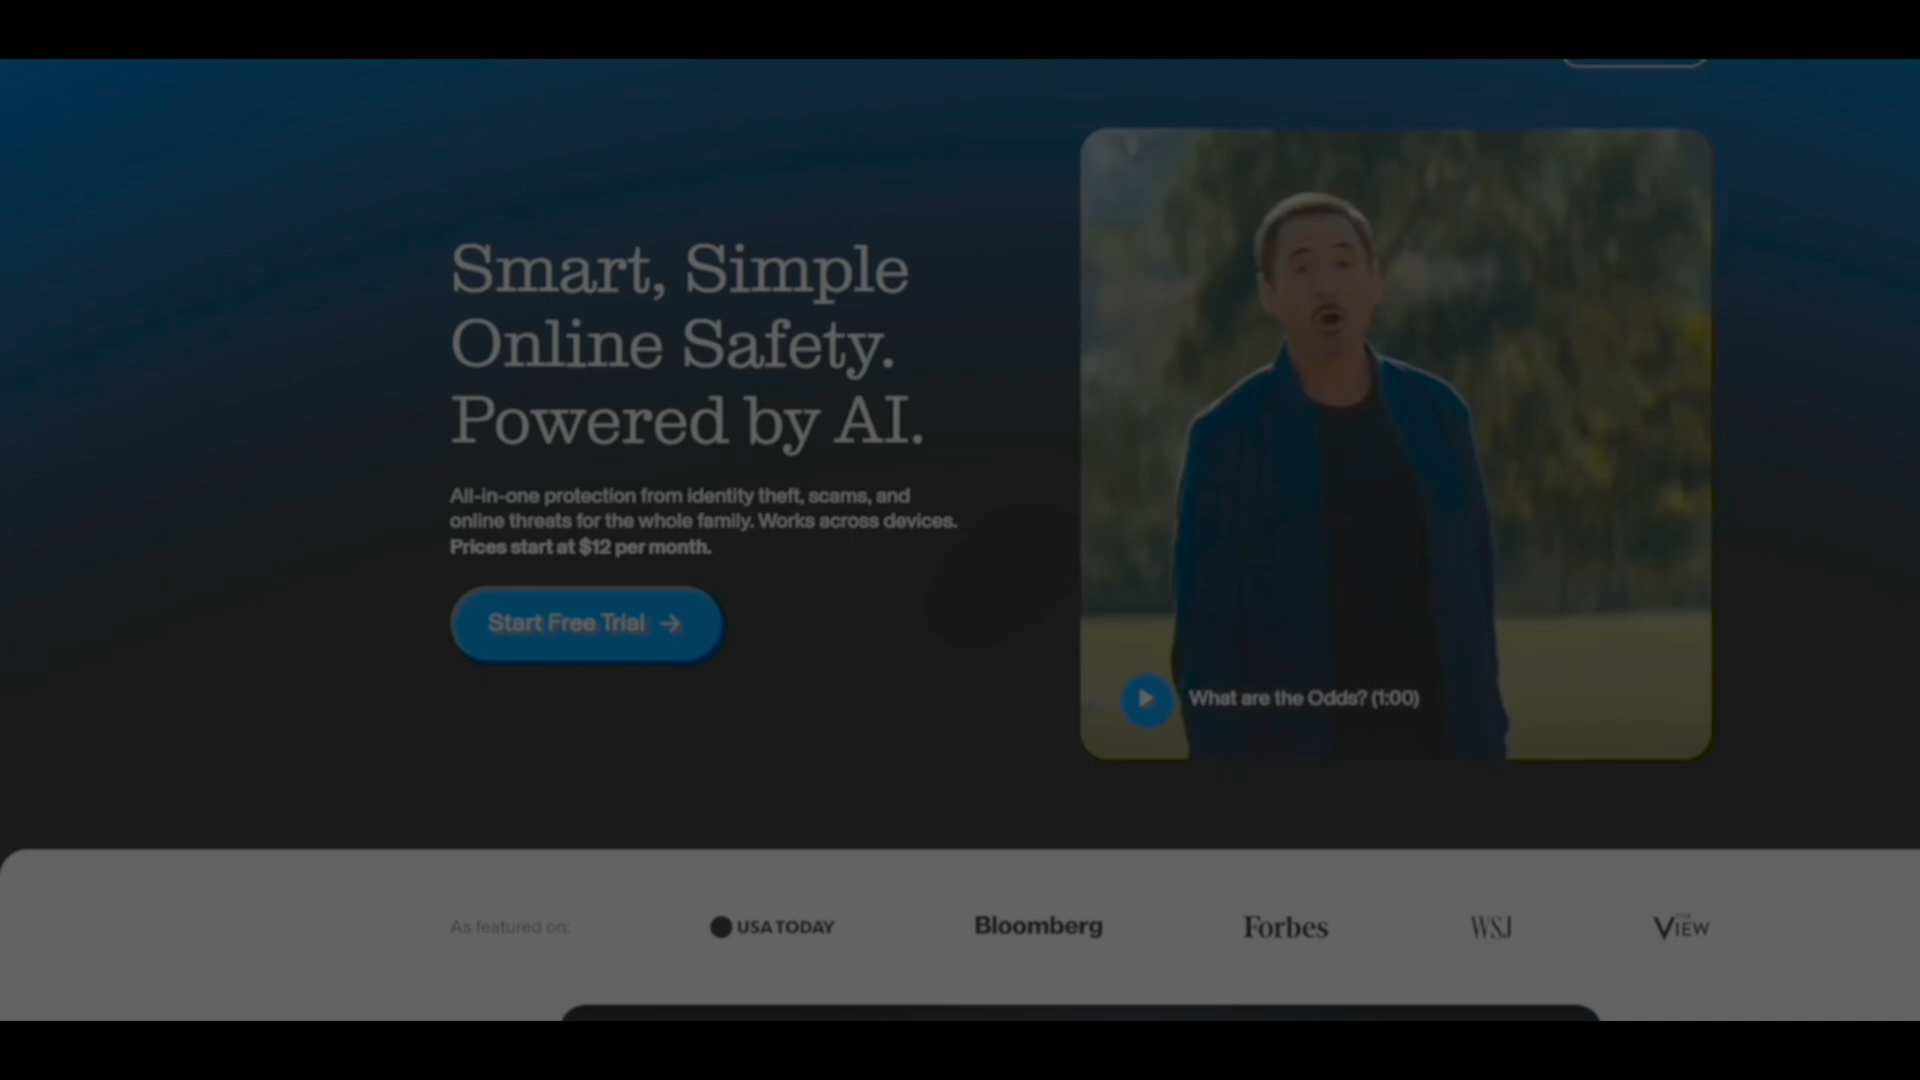 Smart, Simple
Online Safety.
Powered by AI.
All-in-one protection from identity theft, scams, and
online threats for the whole family. Works across devices.
Prices start at $12 per month.
Start Free Trial →
What are the Odds? (1:00)
As featured on:
USA TODAY
Bloomberg
Forbes
WSJ
THE VIEW